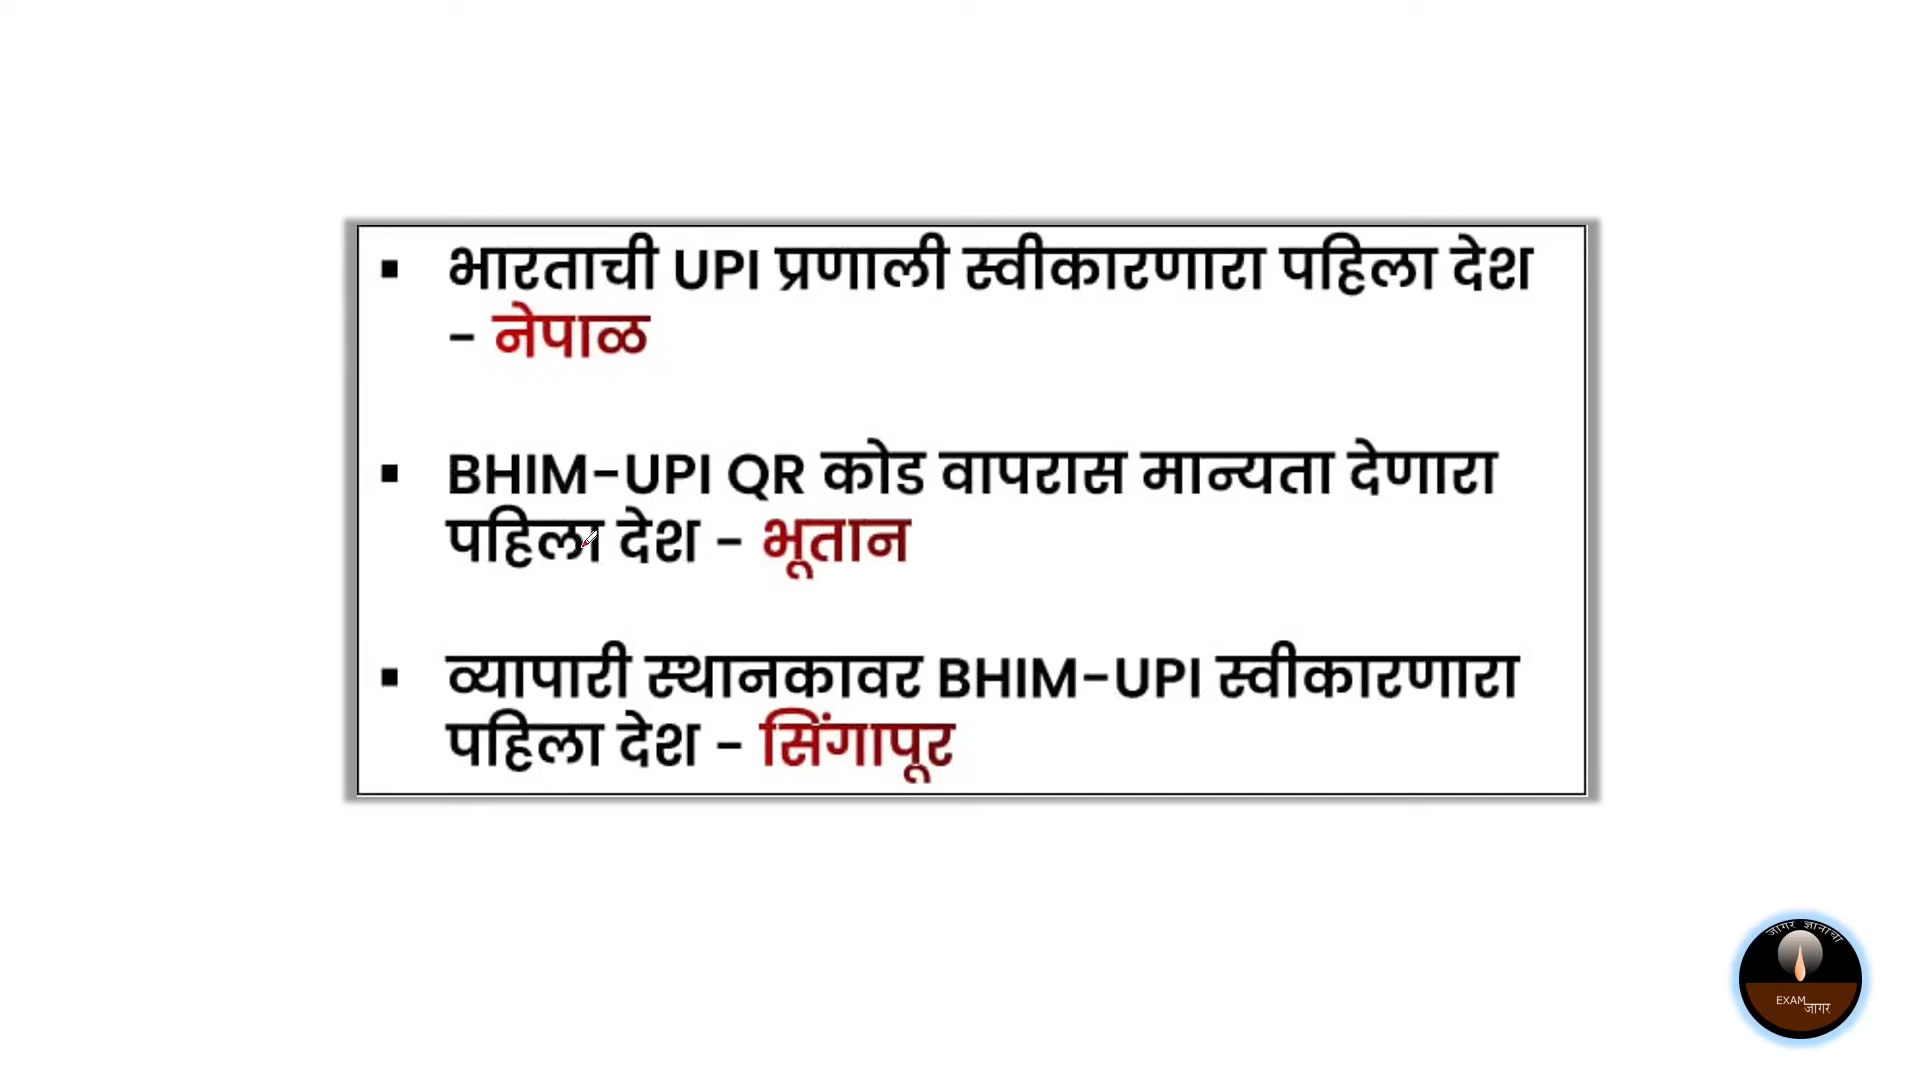 ▪ भारताची UPI प्रणाली स्वीकारणारा पहिला देश
- नेपाळ
▪ BHIM-UPI QR कोड वापरास मान्यता देणारा
पहिला देश - भूतान
▪ व्यापारी स्थानकावर BHIM-UPI स्वीकारणारा
पहिला देश - सिंगापूर
जागर ज्ञानाचा
EXAM जागर